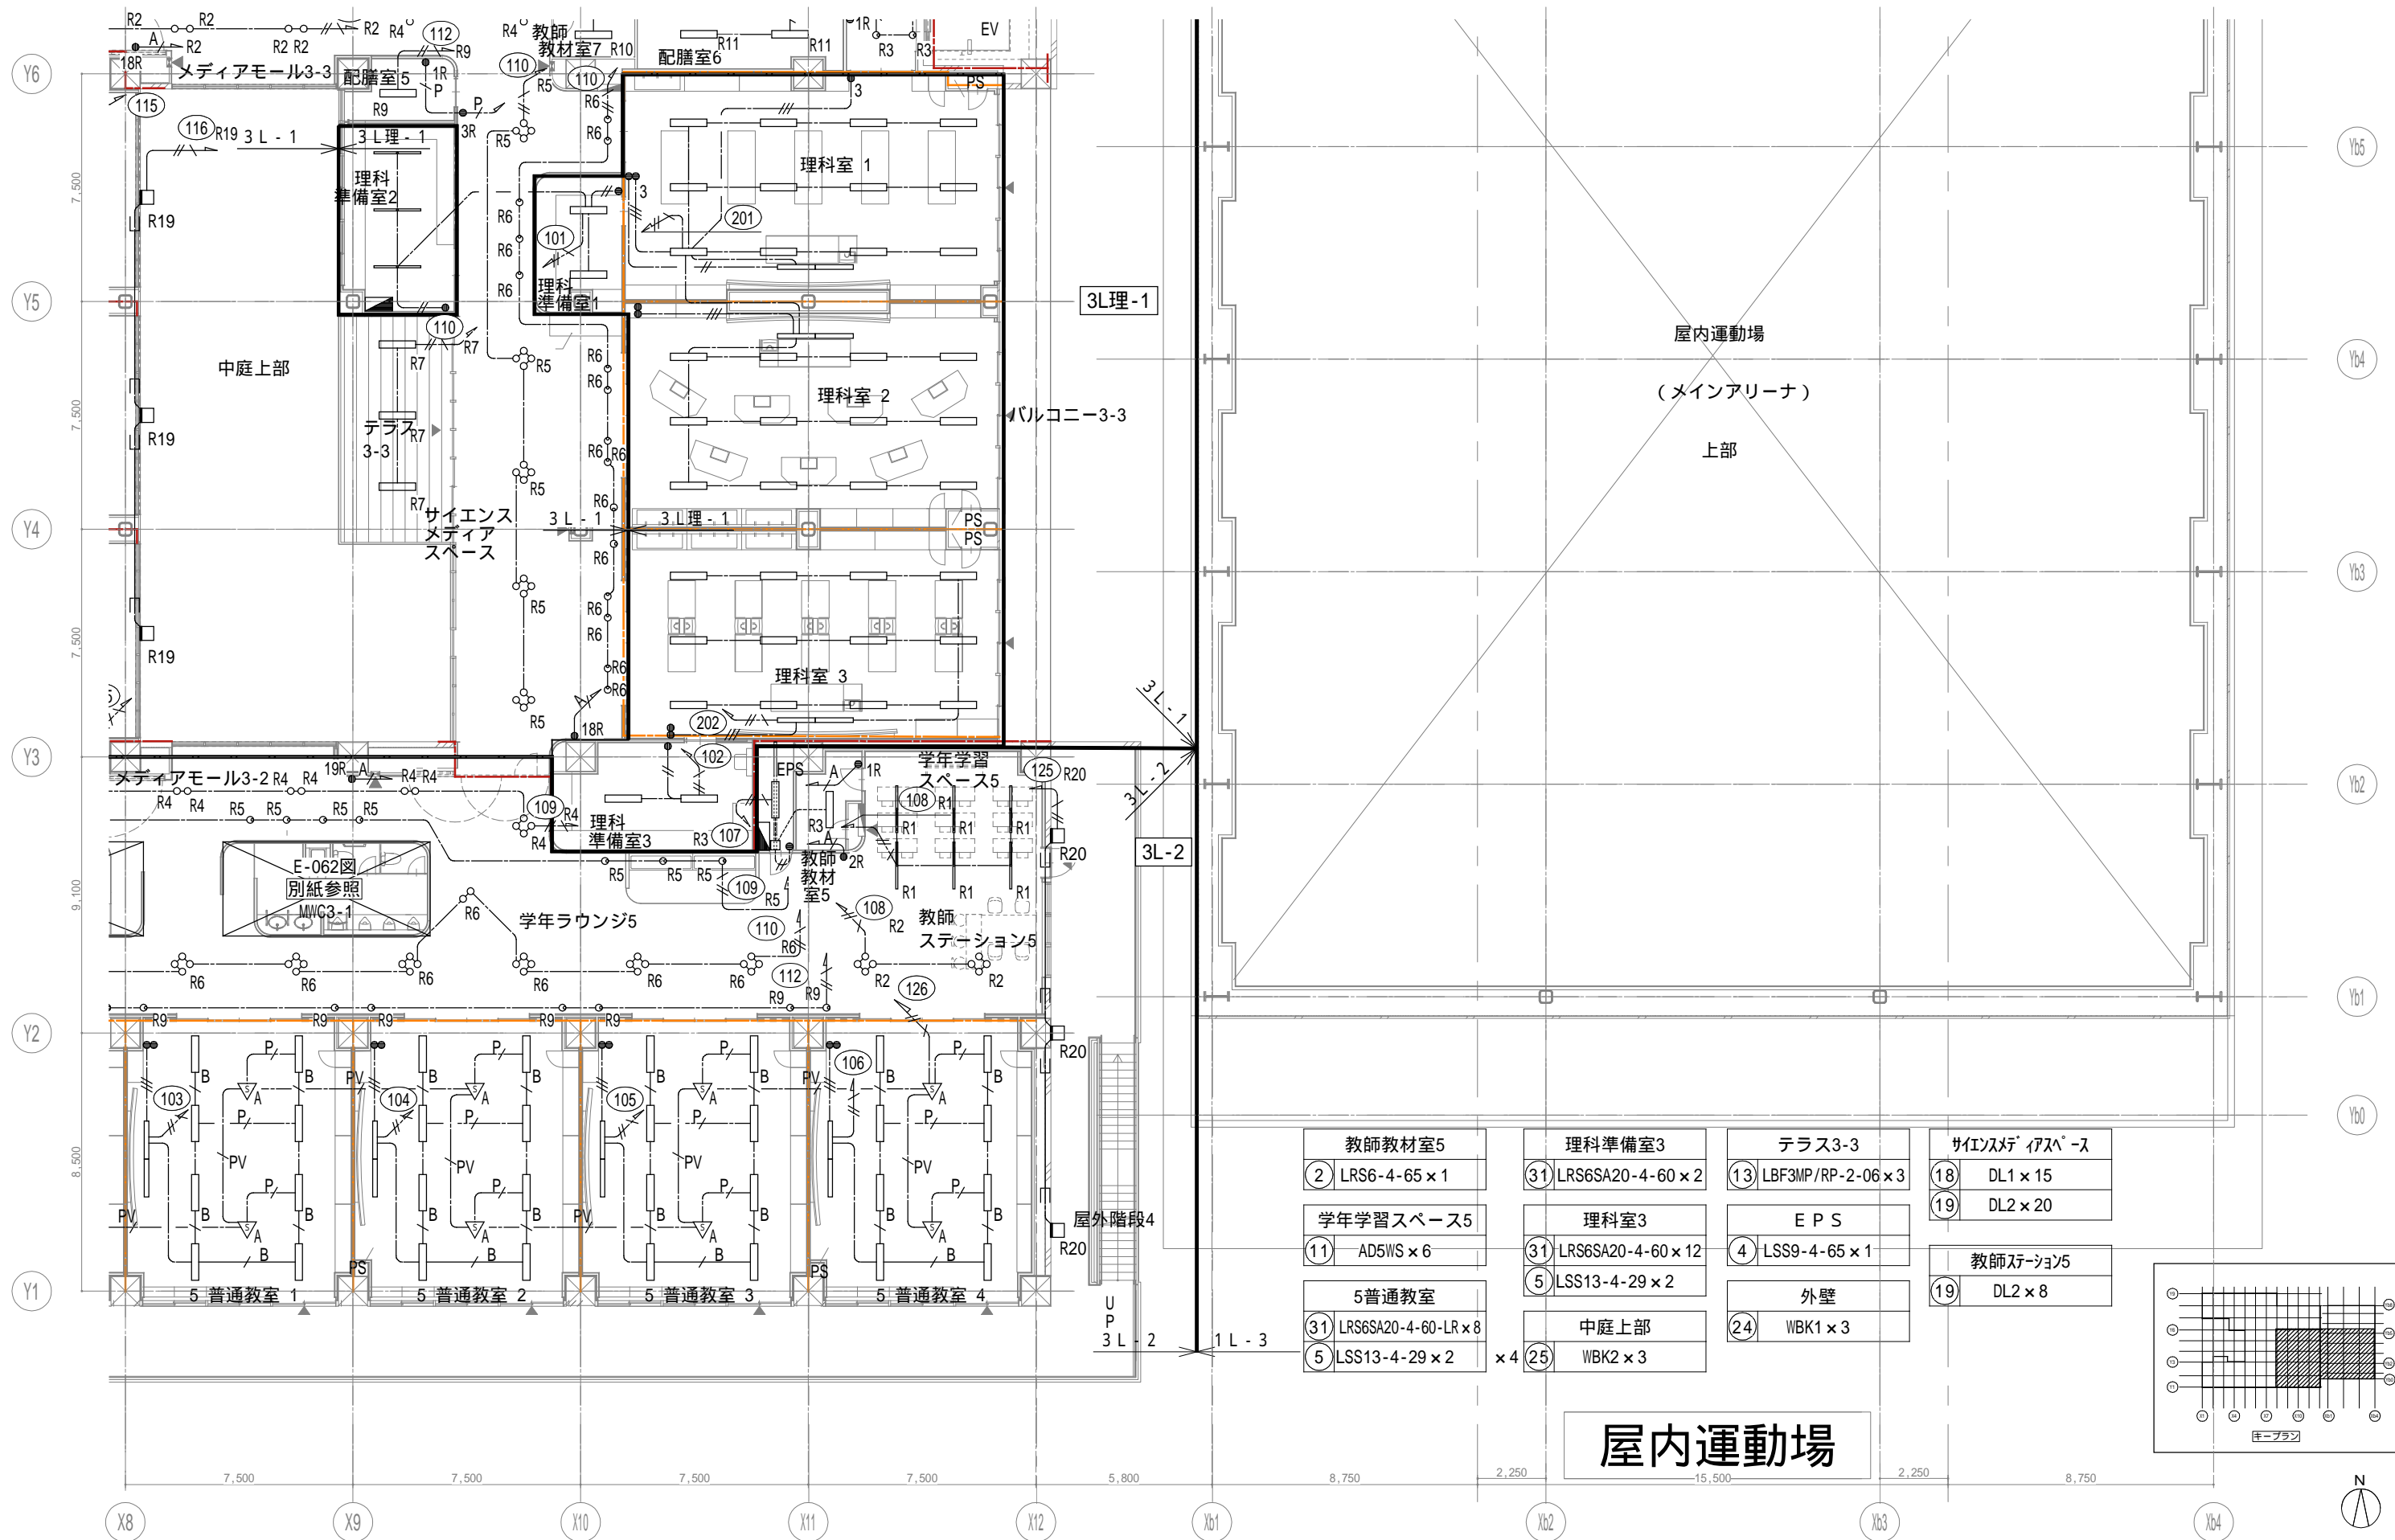 R2 R2 R2 R4 112 R4 教師 R11 R11 1R EV
A R2 R2 R2 R9 教材室7 R10 配膳室6 R3 R3
18R メディアモール3-3 配膳室5 1R 110 110 PS
Y6 Yb5
115 P P R9 R5 R6 3
116 R19 3L-1 3L理-1 3R R5 R6 理科室 1
理科
準備室2
R19 R6 3 201
R6 101
R6 理科
準備室1
Y5 110 R7 R6 3L理-1
中庭上部 R7 R5 R6 屋内運動場 Yb4
R6 理科室 2 (メインアリーナ)
R19 テラス
3-3 R7 バルコニー3-3
R6 R6 上部
R7 R5
サイエンス
メディア
スペース
R6 3L-1 3L理-1 PS
Y4 R6 PS
Yb3
R5 R6
R6
R19 理科室 3
R6
R6
R5 18R 202 3L-1
Y3 19R A 102 EPS A 1R 学年学習
スペース5 125 R20 3L-2 Yb2
メディアモール3-2 R4 R4 R4 R4
R4 R4 R5 R5 R5 R5 109 R4 108 R1
R4 理科
準備室3 R3 107 R3 A R1 R1 R1 3L-2
R20
E-062図
別紙参照
MWC3-1
R5 R5 R5 109 R5 教師
教材
室5 2R R1 R1 R1
R6 学年ラウンジ5 110 R6 108 R2 教師
ステーション5
R6 R6 R6 R6 R6 R6 112 R2 R2
R9 R9 126 Yb1
Y2 R9 R9 R9 R9 R9 R20
103 P B PV 104 P B 105 P B PV 106 P B
A A A A
P P P P Yb0
B PV B B PV B B PV B B PV B
P P P P
PV A A A A 屋外階段4
B B B B R20
PS PS
Y1 5 普通教室 1 5 普通教室 2 5 普通教室 3 5 普通教室 4
U
P
3L-2 1L-3
教師教材室5
2 LRS6-4-65×1
学年学習スペース5
11 AD5WS×6
5普通教室
31 LRS6SA20-4-60-LR×8
5 LSS13-4-29×2 ×4
理科準備室3
31 LRS6SA20-4-60×2
理科室3
31 LRS6SA20-4-60×12
5 LSS13-4-29×2
中庭上部
25 WBK2×3
テラス3-3
13 LBF3MP/RP-2-06×3
EPS
4 LSS9-4-65×1
外壁
24 WBK1×3
サイエンスメディアスペース
18 DL1×15
19 DL2×20
教師ステーション5
19 DL2×8
屋内運動場
キープラン
N
7,500 7,500 7,500 9,100 8,500
7,500 7,500 7,500 7,500 5,800 8,750 2,250 15,500 2,250 8,750
X8 X9 X10 X11 X12 Xb1 Xb2 Xb3 Xb4